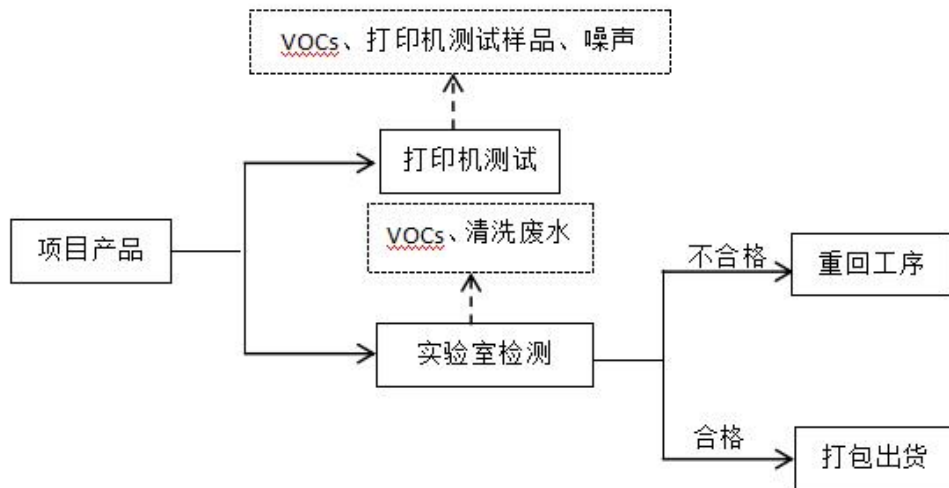 VOCs、打印机测试样品、噪声
打印机测试
VOCs、清洗废水
项目产品
不合格
重回工序
实验室检测
合格
打包出货